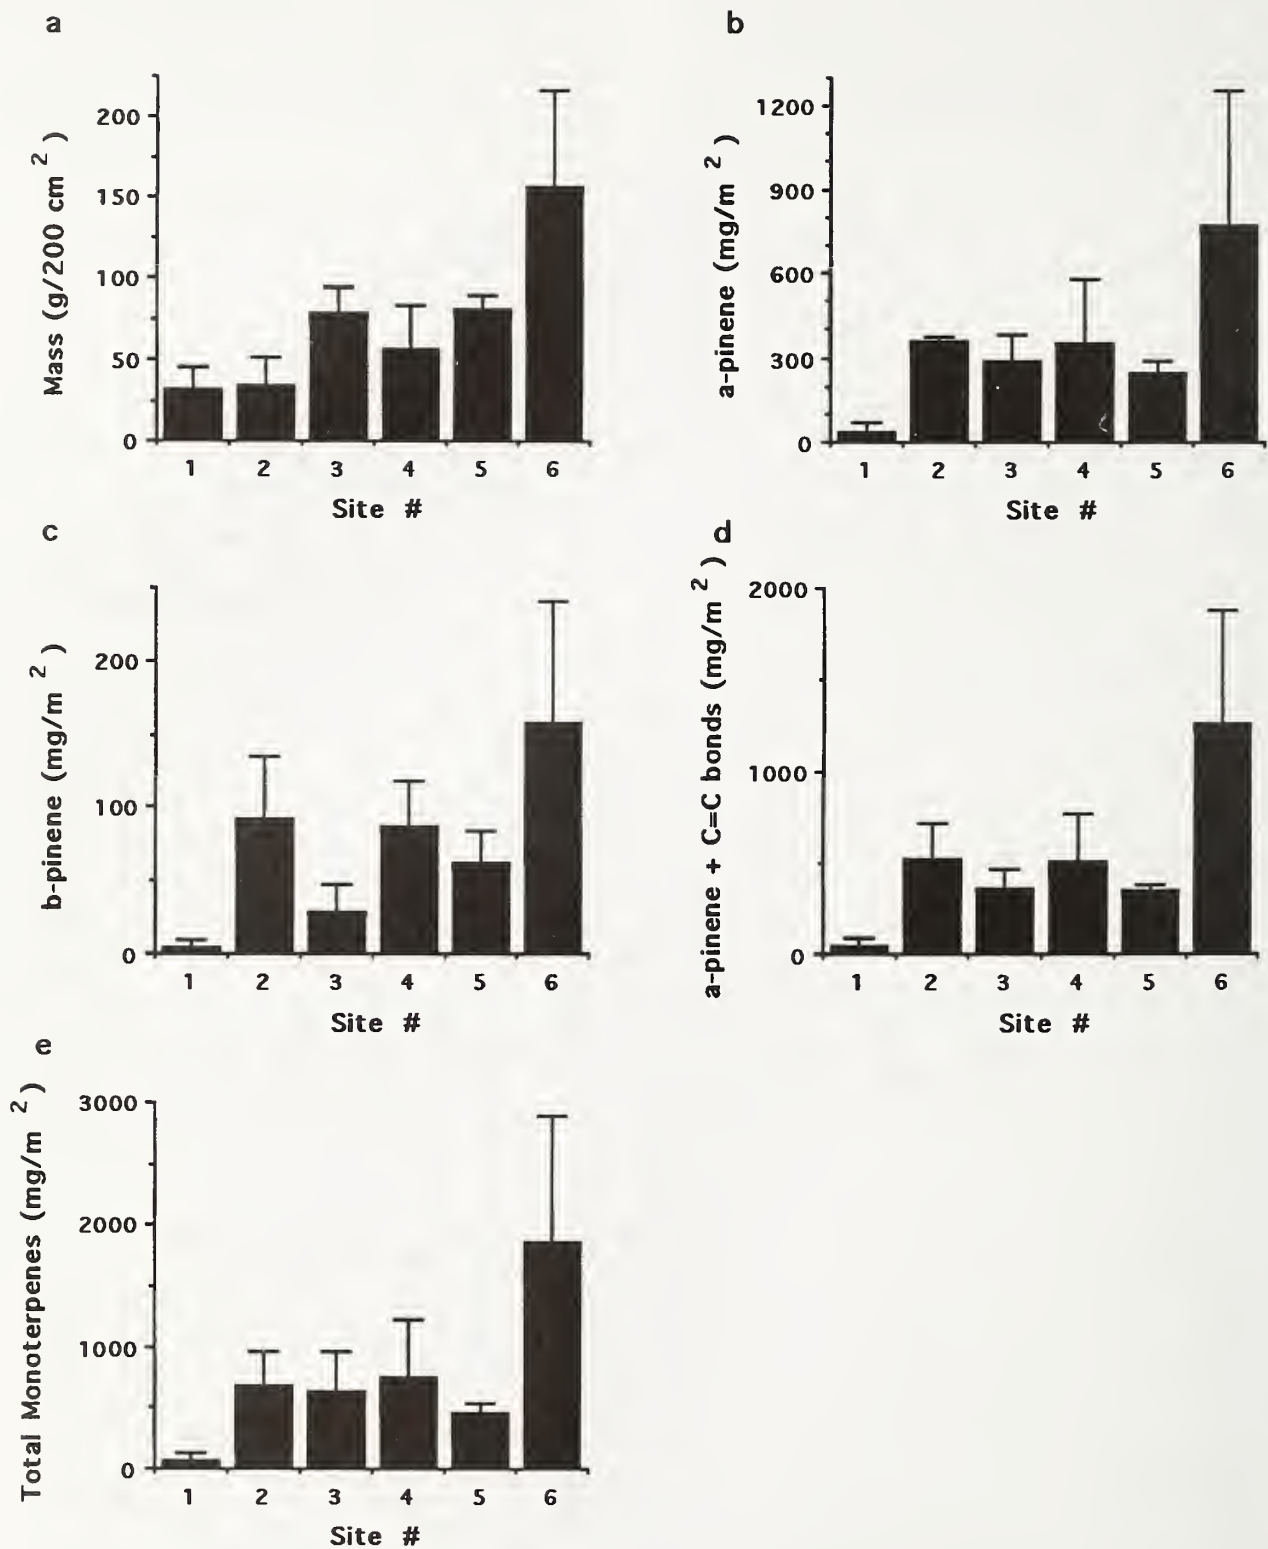 a
Mass (g/200 cm 2 )
200
150
100
50
0
1 2 3 4 5 6
Site #
b
a-pinene (mg/m 2 )
1200
900
600
300
0
1 2 3 4 5 6
Site #
c
b-pinene (mg/m 2 )
200
100
0
1 2 3 4 5 6
Site #
d
a-pinene + C=C bonds (mg/m 2 )
2000
1000
0
1 2 3 4 5 6
Site #
e
Total Monoterpenes (mg/m 2 )
3000
2000
1000
0
1 2 3 4 5 6
Site #